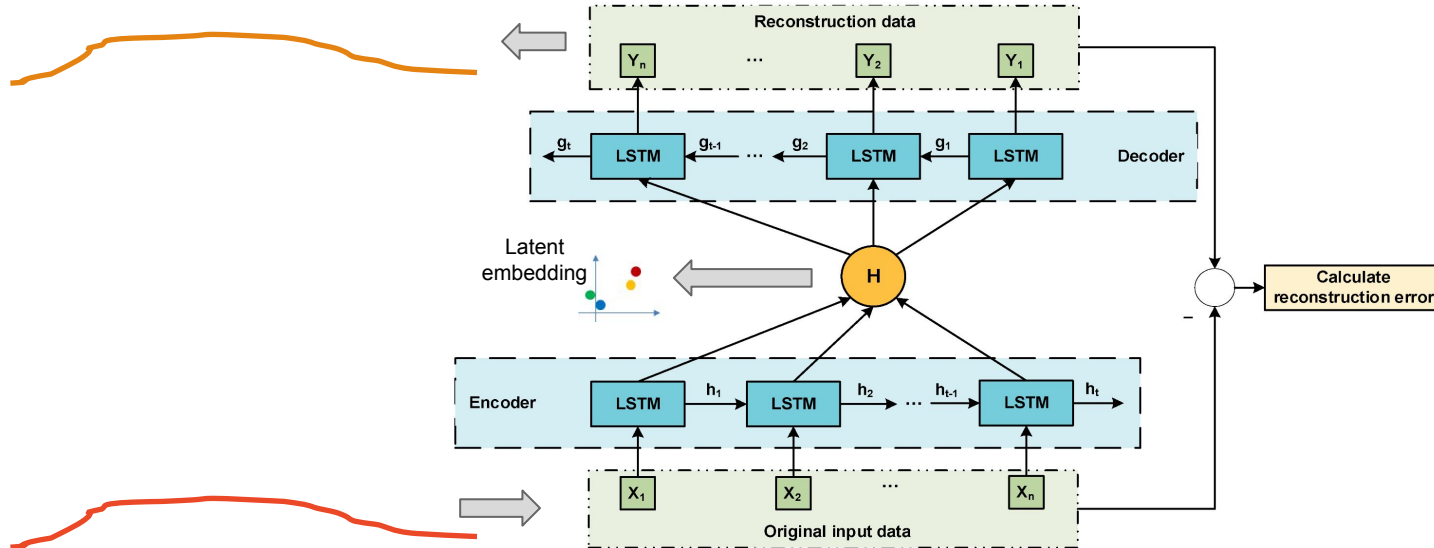 Reconstruction data
Yn ... Y2 Y1
gt LSTM gt-1 ... g2 LSTM g1 LSTM Decoder
Latent
embedding
H
Calculate
reconstruction error
−
Encoder LSTM h1 LSTM h2 ... ht-1 LSTM ht
X1 X2 ... Xn
Original input data